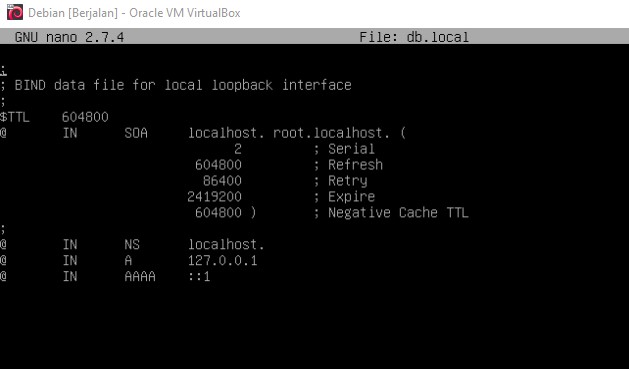 Debian [Berjalan] - Oracle VM VirtualBox
GNU nano 2.7.4 File: db.local
;
; BIND data file for local loopback interface
;
$TTL 604800
@ IN SOA localhost. root.localhost. (
2 ; Serial
604800 ; Refresh
86400 ; Retry
2419200 ; Expire
604800 ) ; Negative Cache TTL
;
@ IN NS localhost.
@ IN A 127.0.0.1
@ IN AAAA ::1